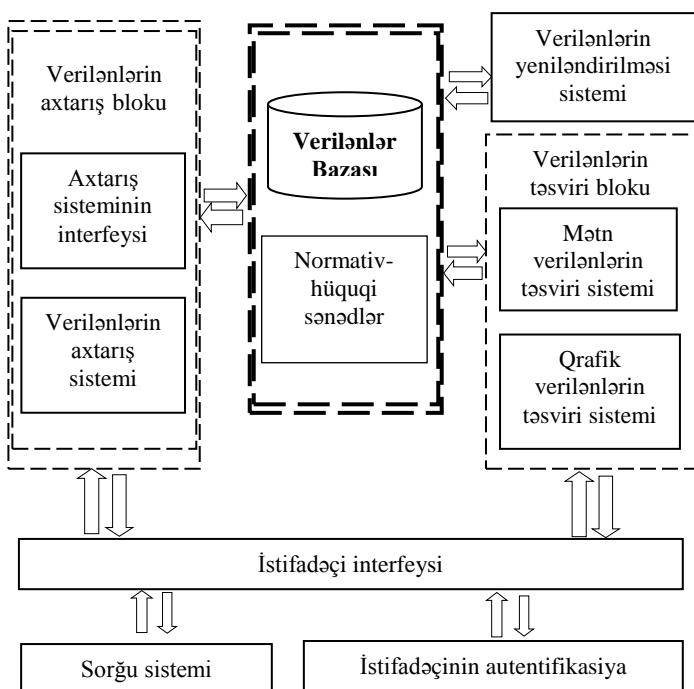 Verilənlərin
axtarış bloku
Axtarış
sisteminin
interfeysi
Verilənlərin
axtarış
sistemi
Verilənlər
Bazası
Normativ-
hüquqi
sənədlər
Verilənlərin
yeniləndirilməsi
sistemi
Verilənlərin
təsviri bloku
Mətn
verilənlərin
təsviri sistemi
Qrafik
verilənlərin
təsviri sistemi
İstifadəçi interfeysi
Sorğu sistemi
İstifadəçinin autentifikasiya